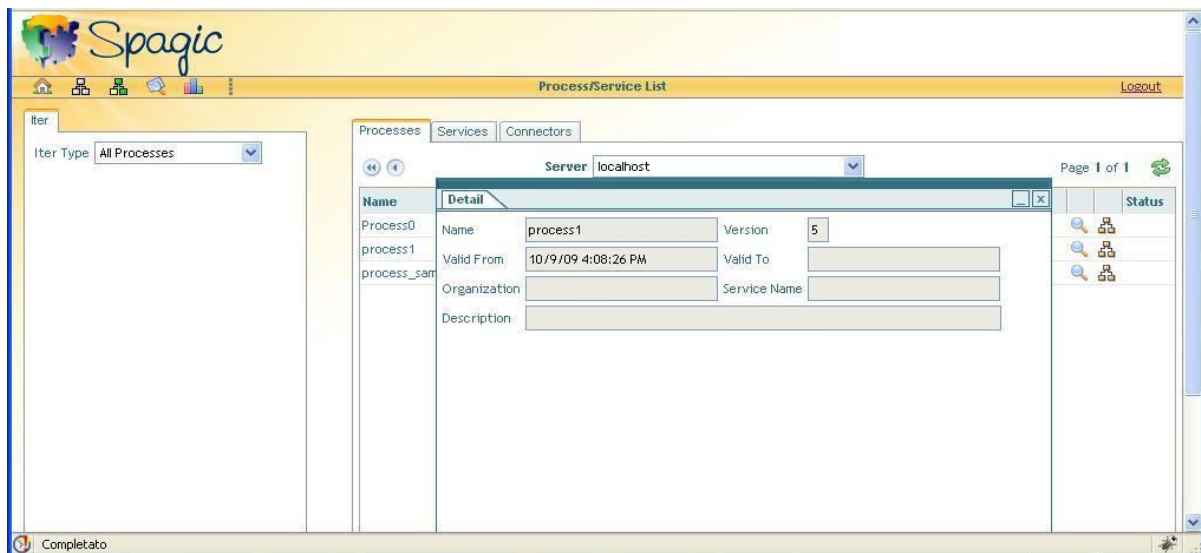 Spagic
Process/Service List
Logout
Iter
Iter Type All Processes
Processes Services Connectors
Server localhost
Page 1 of 1
Name
Status
Process0
process1
process_sam
Detail
Name process1 Version 5
Valid From 10/9/09 4:08:26 PM Valid To
Organization Service Name
Description
Completato